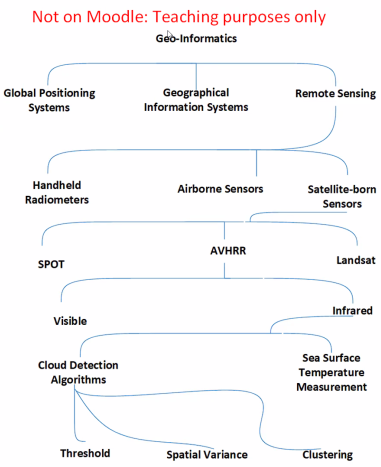 Not on Moodle: Teaching purposes only
Geo-Informatics
Global Positioning
Systems
Geographical
Information Systems
Remote Sensing
Handheld
Radiometers
Airborne Sensors
Satellite-born
Sensors
SPOT
AVHRR
Landsat
Visible
Infrared
Cloud Detection
Algorithms
Sea Surface
Temperature
Measurement
Threshold
Spatial Variance
Clustering